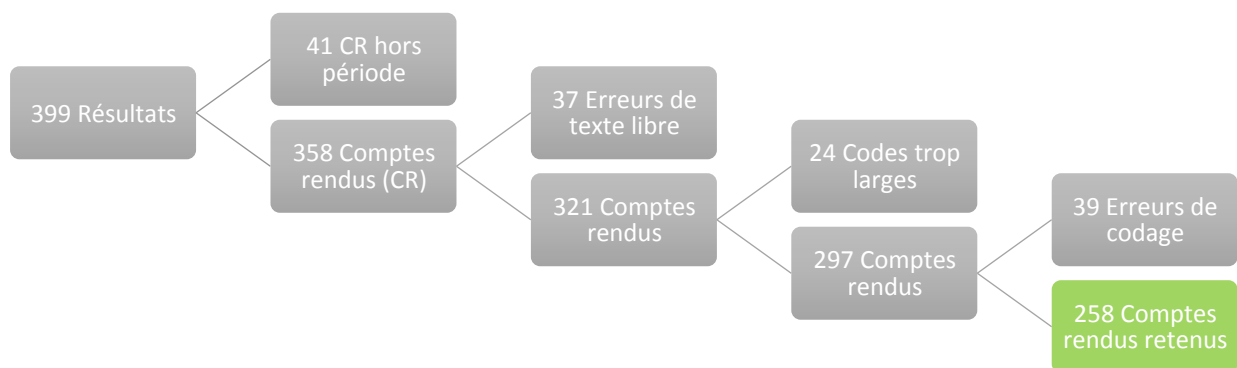 399 Résultats
41 CR hors
période
358 Comptes
rendus (CR)
37 Erreurs de
texte libre
321 Comptes
rendus
24 Codes trop
larges
297 Comptes
rendus
39 Erreurs de
codage
258 Comptes
rendus retenus